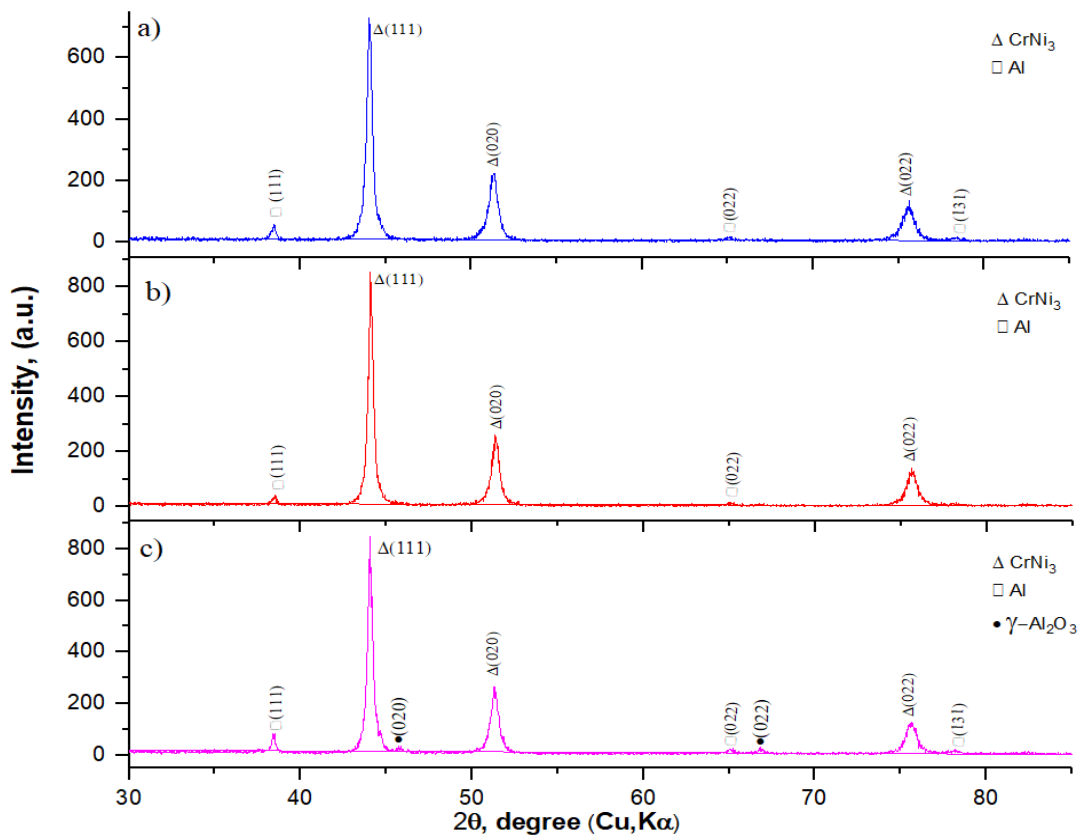 Intensity, (a.u.)
a)
Δ(111)
Δ CrNi₃
□ Al
□ (111)
Δ(020)
□(022)
Δ(022)
□(131)
600
400
200
0
b)
Δ(111)
Δ CrNi₃
□ Al
□(111)
Δ(020)
□(022)
Δ(022)
800
600
400
200
0
c)
Δ(111)
Δ CrNi₃
□ Al
● γ–Al₂O₃
□(111)
●(020)
Δ(020)
□(022)
●(022)
Δ(022)
□(131)
800
600
400
200
0
30 40 50 60 70 80
2θ, degree (Cu,Kα)